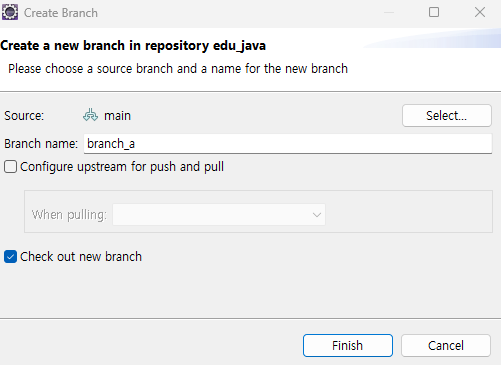 Create Branch
Create a new branch in repository edu_java
Please choose a source branch and a name for the new branch
Source: main Select...
Branch name: branch_a
Configure upstream for push and pull
When pulling:
Check out new branch
Finish Cancel